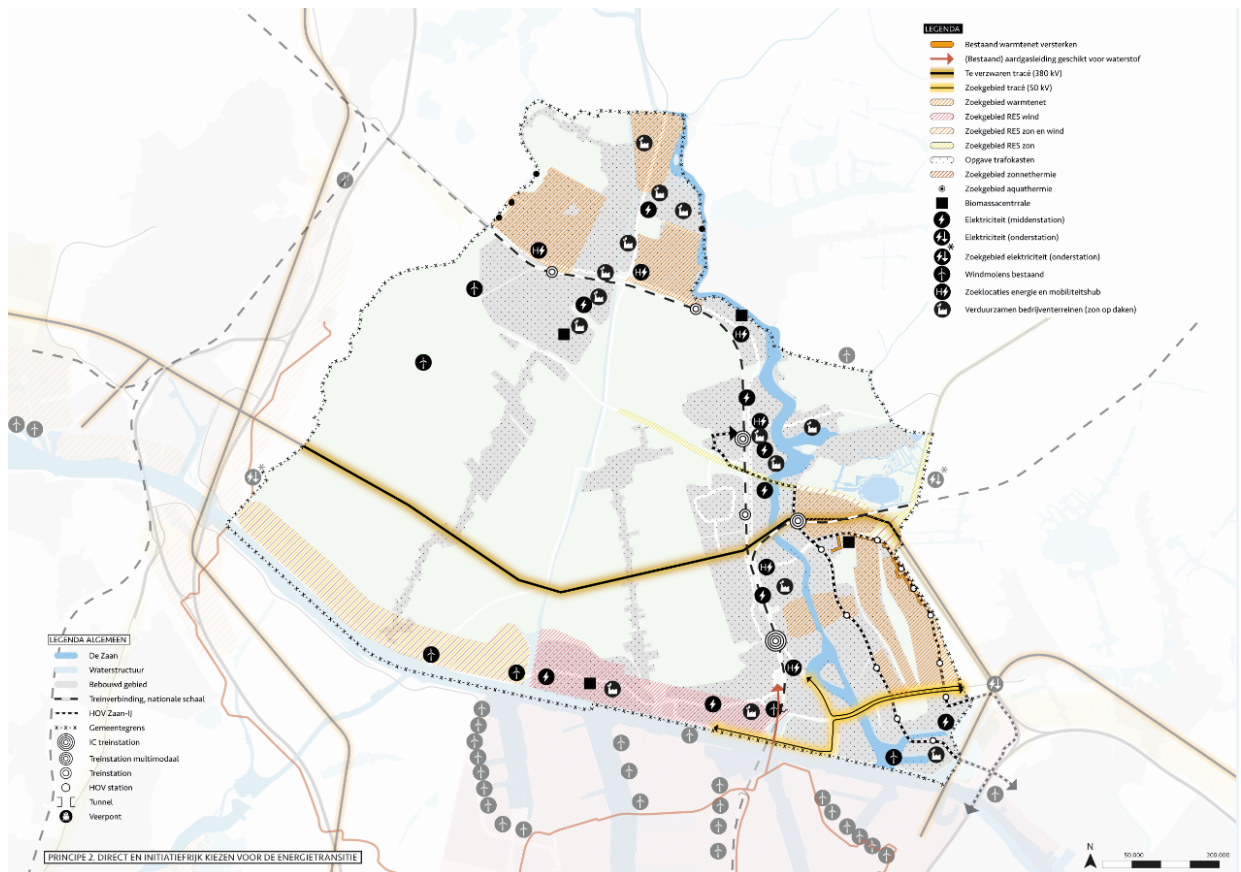 LEGENDA
Bestaand warmtenet versterken
(Bestaand) aardgasleiding geschikt voor waterstof
Te verzwaren tracé (380 kV)
Zoekgebied tracé (50 kV)
Zoekgebied warmtenet
Zoekgebied RES wind
Zoekgebied RES zon en wind
Zoekgebied RES zon
Opgave trafokasten
Zoekgebied zonnethermie
Zoekgebied aquathermie
Biomassacentrrale
Elektriciteit (middenstation)
Elektriciteit (onderstation)
Zoekgebied elektriciteit (onderstation)
Windmolens bestaand
H Zoeklocaties energie en mobiliteitshub
Verduurzamen bedrijventerreinen (zon op daken)
H
H
H
H
H
H
LEGENDA ALGEMEEN
De Zaan
Waterstructuur
Bebouwd gebied
Treinverbinding, nationale schaal
HOV Zaan-IJ
Gemeentegrens
IC treinstation
Treinstation multimodaal
Treinstation
HOV station
Tunnel
Veerpont
PRINCIPE 2. DIRECT EN INITIATIEFRIJK KIEZEN VOOR DE ENERGIETRANSITIE
N
50.000 200.000